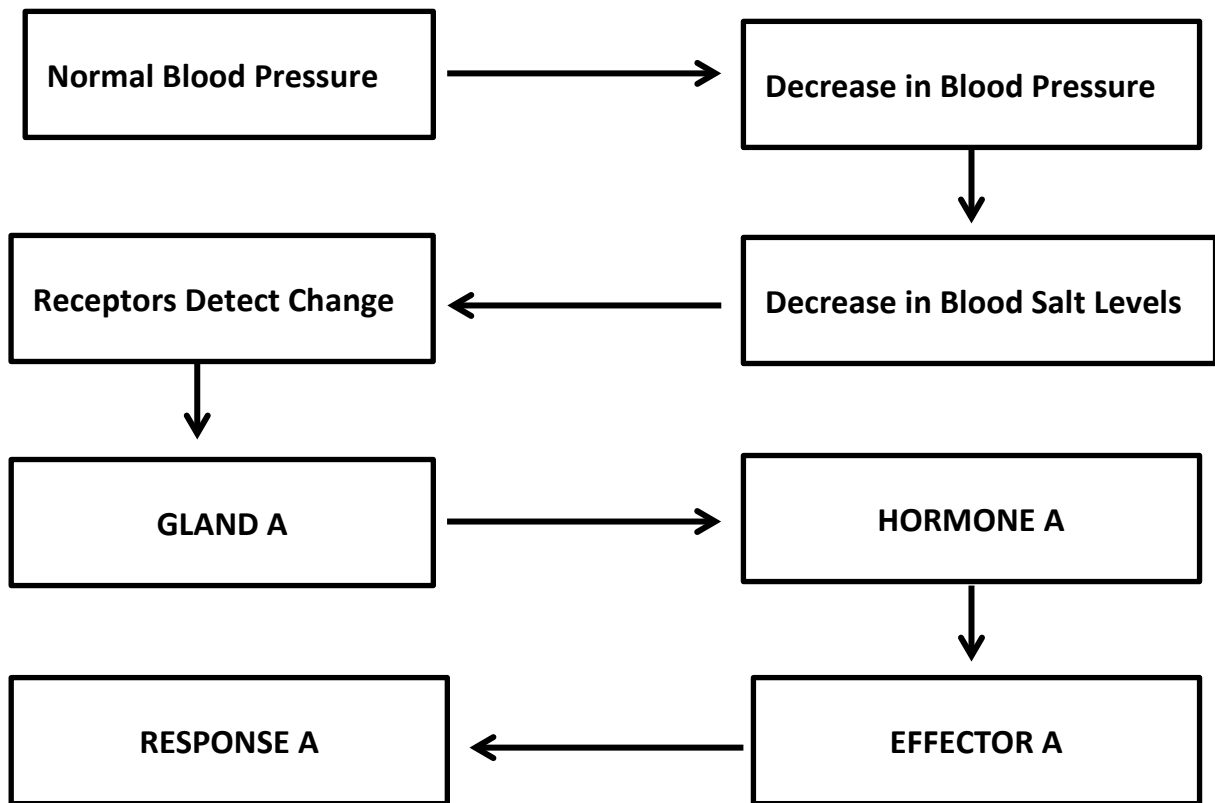 Normal Blood Pressure
Decrease in Blood Pressure
Receptors Detect Change
Decrease in Blood Salt Levels
GLAND A
HORMONE A
RESPONSE A
EFFECTOR A